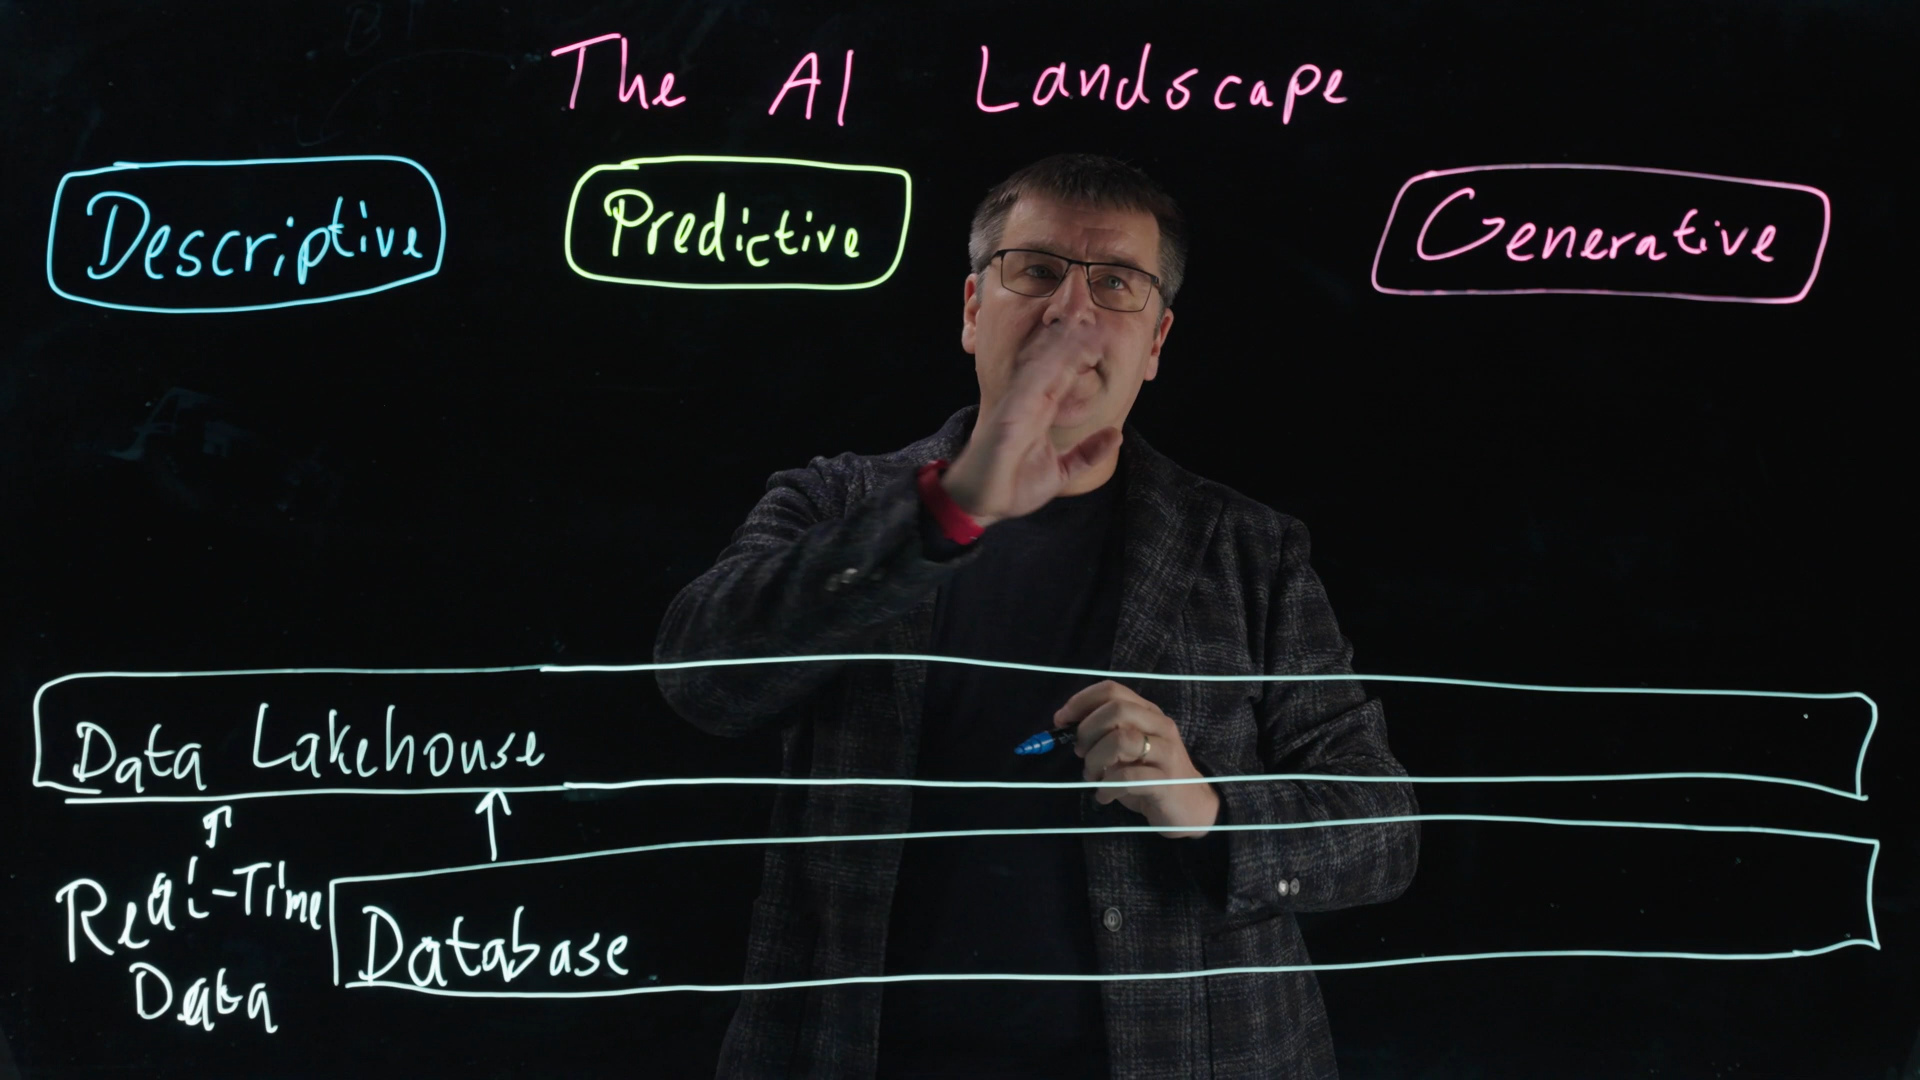 The AI Landscape
Descriptive
Predictive
Generative
Data Lakehouse
Real-Time
Data
Database